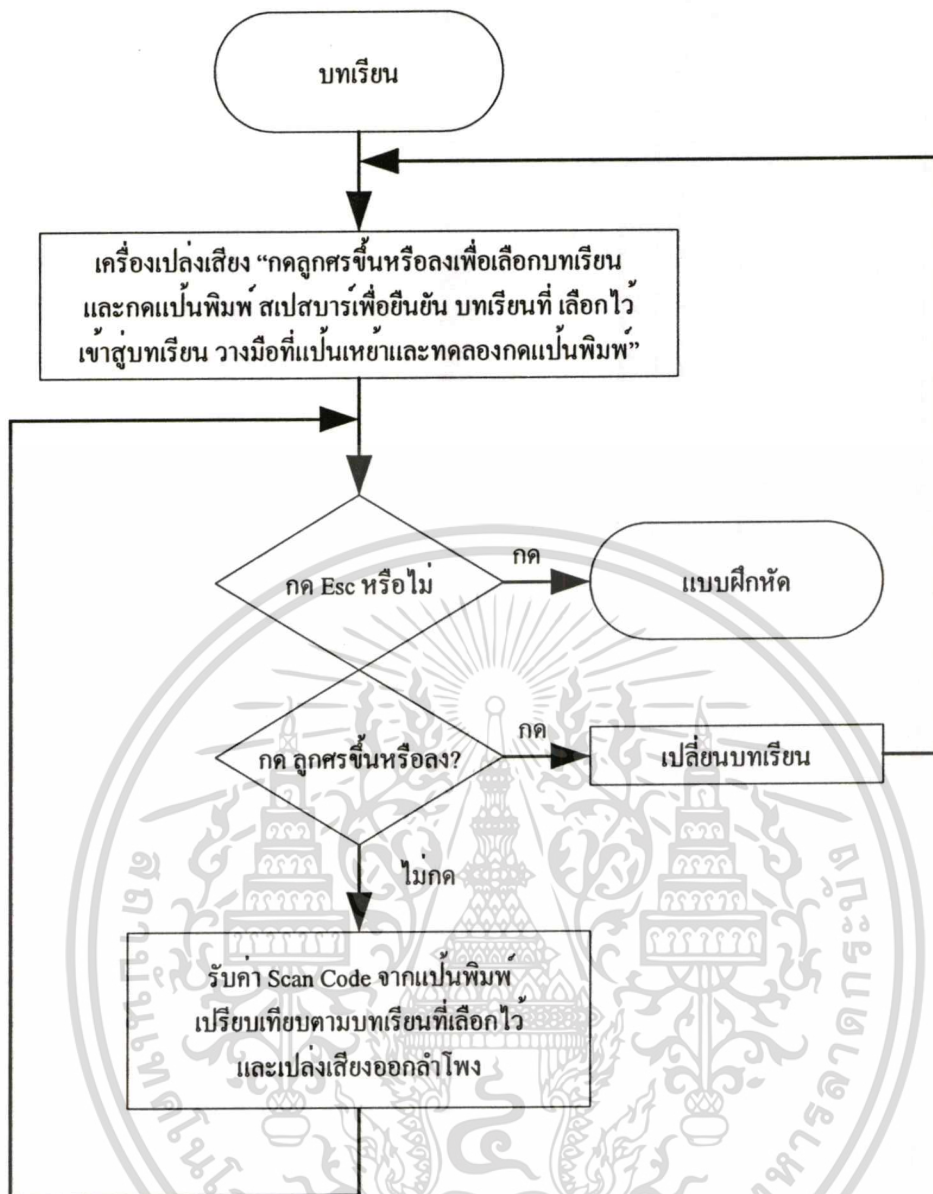 บทเรียน
เครื่องเปล่งเสียง “กดลูกศรขึ้นหรือลงเพื่อเลือกบทเรียน
และกดแป้นพิมพ์ สเปสบาร์เพื่อยืนยัน บทเรียนที่ เลือกไว้
เข้าสู่บทเรียน วางมือที่แป้นเหย้าและทดลองกดแป้นพิมพ์”
กด Esc หรือไม่
กด
แบบฝึกหัด
กด ลูกศรขึ้นหรือลง?
กด
เปลี่ยนบทเรียน
ไม่กด
รับค่า Scan Code จากแป้นพิมพ์
เปรียบเทียบตามบทเรียนที่เลือกไว้
และเปล่งเสียงออกลำโพง